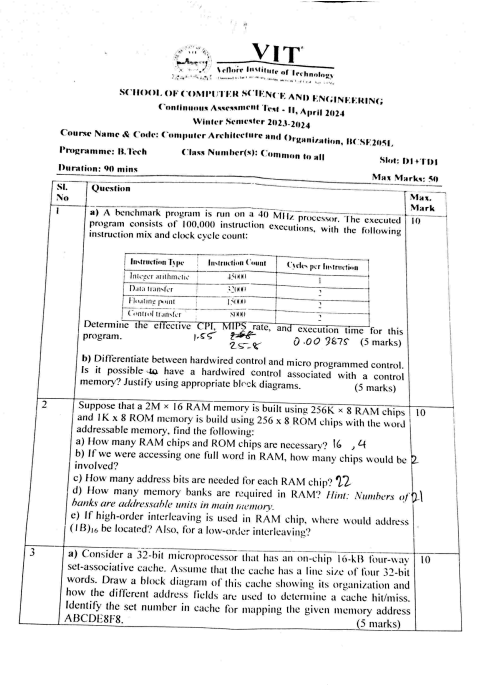 VIT
Vellore Institute of Technology
SCHOOL OF COMPUTER SCIENCE AND ENGINEERING
Continuous Assessment Test - II, April 2024
Winter Semester 2023-2024
Course Name & Code: Computer Architecture and Organization, BCSE205L
Programme: B.Tech Class Number(s): Common to all Slot: D1+TD1
Duration: 90 mins Max Marks: 50
Sl. No Question Max. Mark
1 a) A benchmark program is run on a 40 MHz processor. The executed 10
program consists of 100,000 instruction executions, with the following
instruction mix and clock cycle count:
Instruction Type Instruction Count Cycles per Instruction
Integer arithmetic 45000 1
Data transfer 32000 2
Floating point 15000 2
Control transfer 8000 2
Determine the effective CPI, MIPS rate, and execution time for this
program. 1.55 25.8 0.003875 (5 marks)
b) Differentiate between hardwired control and micro programmed control.
Is it possible to have a hardwired control associated with a control
memory? Justify using appropriate block diagrams. (5 marks)
2 Suppose that a 2M × 16 RAM memory is built using 256K × 8 RAM chips 10
and 1K x 8 ROM memory is build using 256 x 8 ROM chips with the word
addressable memory, find the following:
a) How many RAM chips and ROM chips are necessary? 16 , 4
b) If we were accessing one full word in RAM, how many chips would be 2
involved?
c) How many address bits are needed for each RAM chip? 22
d) How many memory banks are required in RAM? Hint: Numbers of 21
banks are addressable units in main memory.
e) If high-order interleaving is used in RAM chip, where would address
(1B)16 be located? Also, for a low-order interleaving?
3 a) Consider a 32-bit microprocessor that has an on-chip 16-kB four-way 10
set-associative cache. Assume that the cache has a line size of four 32-bit
words. Draw a block diagram of this cache showing its organization and
how the different address fields are used to determine a cache hit/miss.
Identify the set number in cache for mapping the given memory address
ABCDE8F8. (5 marks)